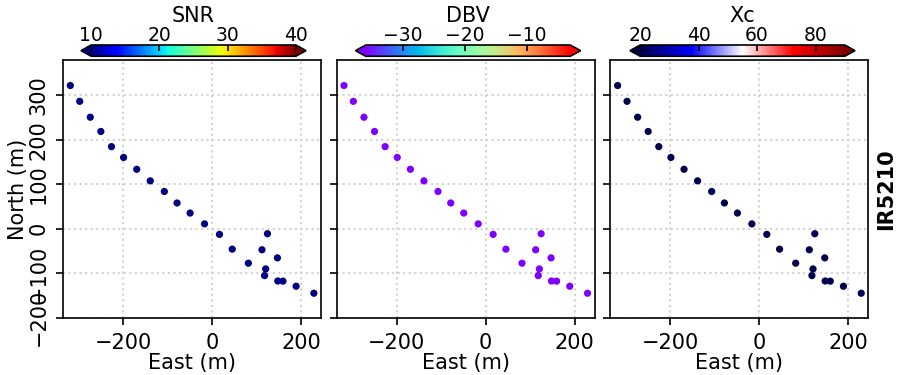 SNR DBV Xc
10 20 30 40 −30 −20 −10 20 40 60 80
300
200
100
0
−100
−200
North (m)
IR5210
−200 0 200 −200 0 200 −200 0 200
East (m) East (m) East (m)